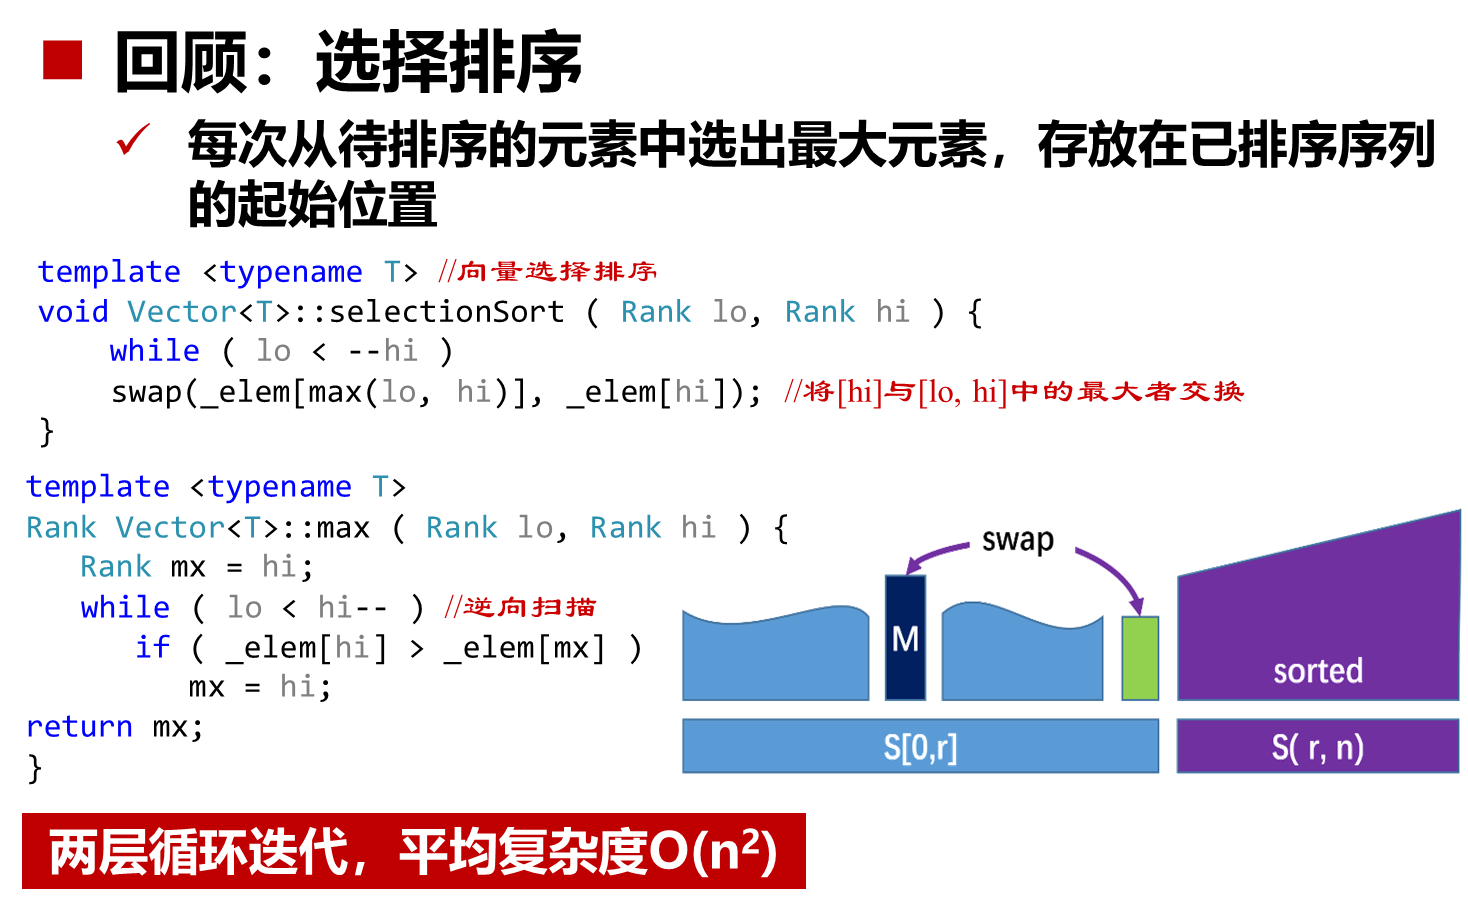 回顾：选择排序
每次从待排序的元素中选出最大元素，存放在已排序序列
的起始位置
template <typename T> //向量选择排序
void Vector<T>::selectionSort ( Rank lo, Rank hi ) {
while ( lo < --hi )
swap(_elem[max(lo, hi)], _elem[hi]); //将[hi]与[lo, hi]中的最大者交换
}
template <typename T>
Rank Vector<T>::max ( Rank lo, Rank hi ) {
Rank mx = hi;
while ( lo < hi-- ) //逆向扫描
if ( _elem[hi] > _elem[mx] )
mx = hi;
return mx;
}
swap
M
sorted
S[0,r]
S( r, n)
两层循环迭代，平均复杂度O(n²)